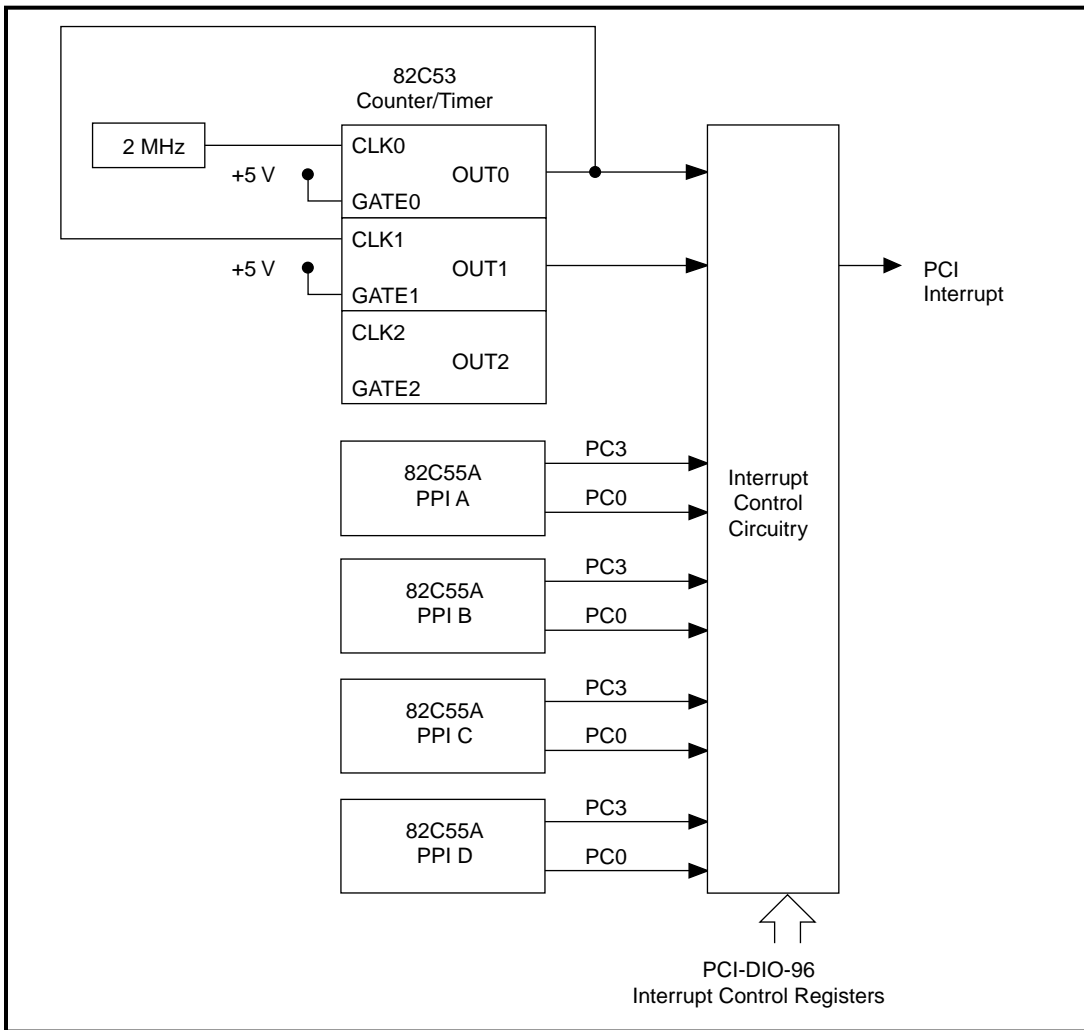 82C53
Counter/Timer
2 MHz
CLK0
+5 V
OUT0
GATE0
CLK1
+5 V
OUT1
GATE1
PCI
Interrupt
CLK2
OUT2
GATE2
82C55A
PPI A
PC3
PC0
Interrupt
Control
Circuitry
82C55A
PPI B
PC3
PC0
82C55A
PPI C
PC3
PC0
82C55A
PPI D
PC3
PC0
PCI-DIO-96
Interrupt Control Registers